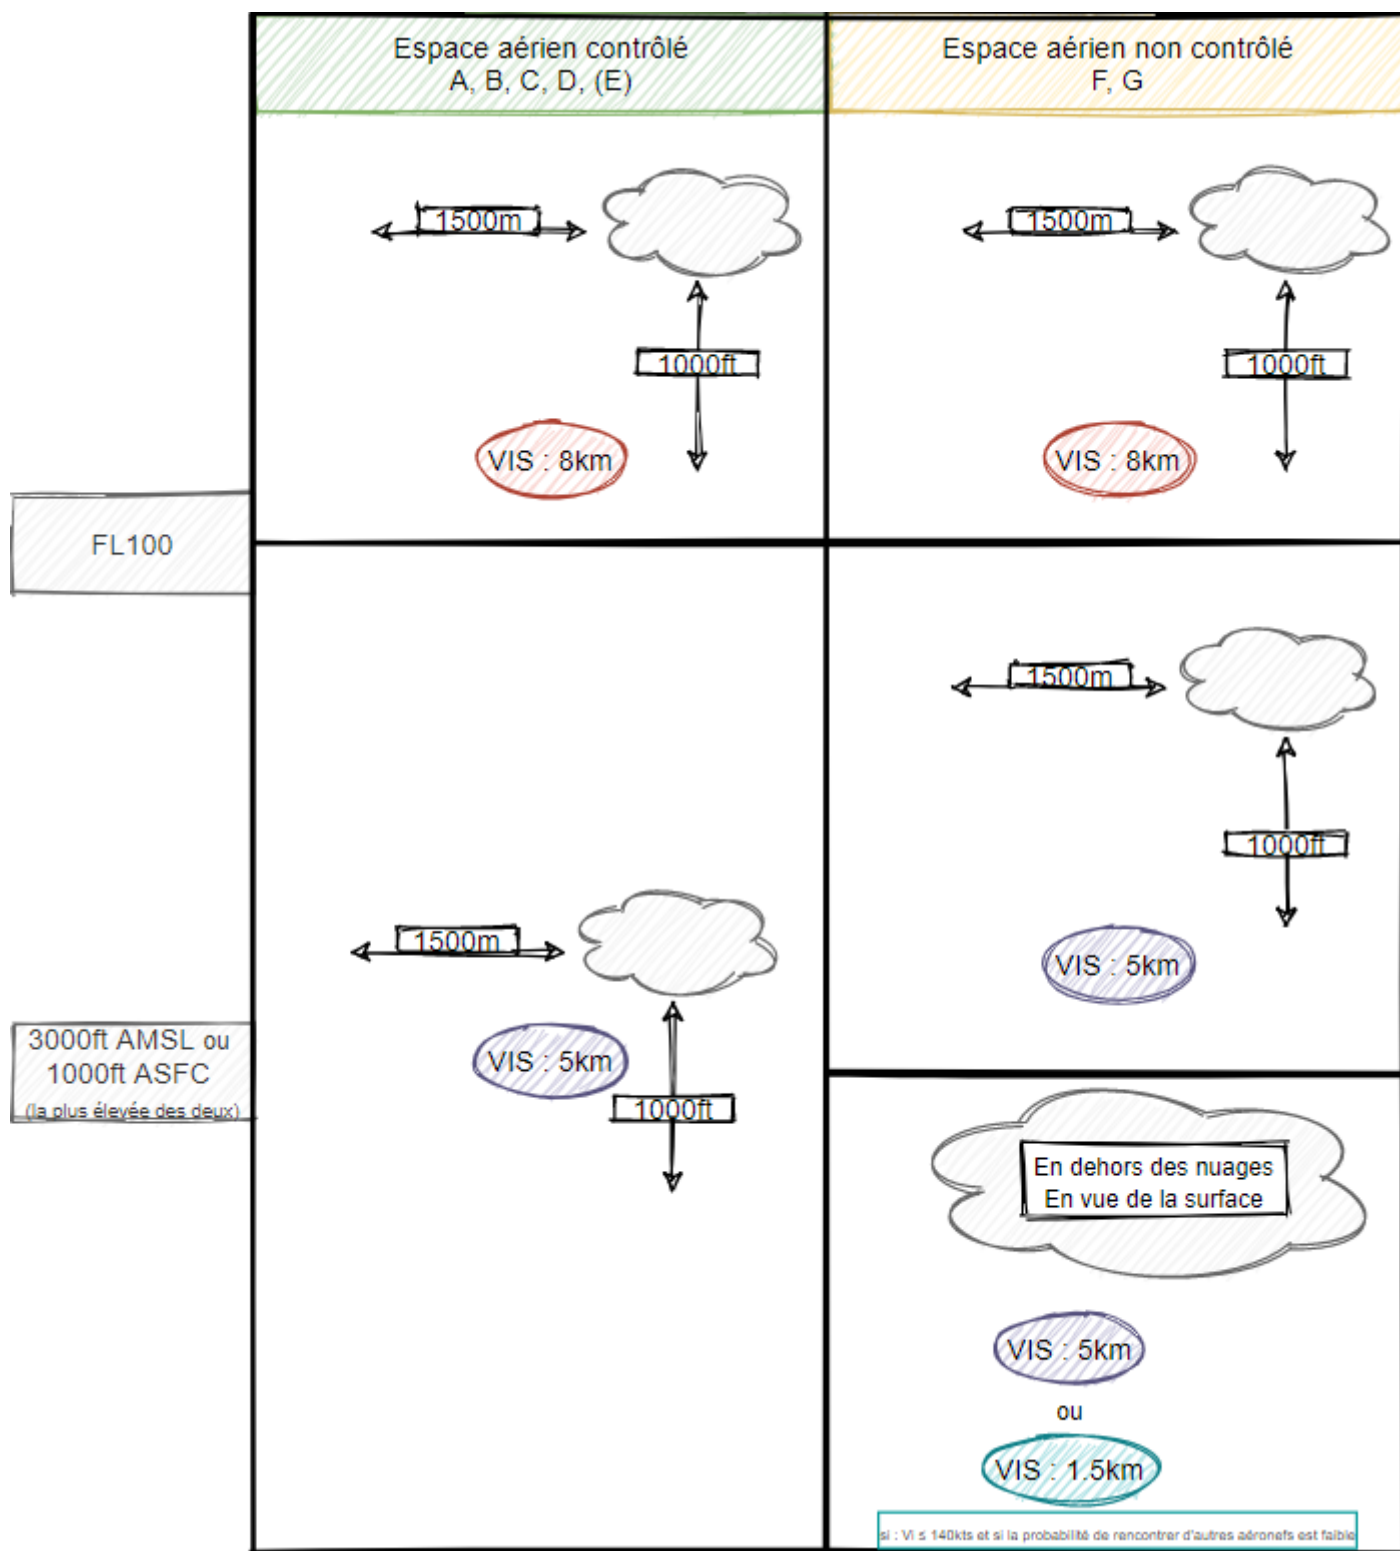 Espace aérien contrôlé
A, B, C, D, (E)
Espace aérien non contrôlé
F, G
1500m
1000ft
VIS : 8km
1500m
1000ft
VIS : 8km
FL100
1500m
1000ft
VIS : 5km
1500m
VIS : 5km
1000ft
3000ft AMSL ou
1000ft ASFC
(la plus élevée des deux)
En dehors des nuages
En vue de la surface
VIS : 5km
ou
VIS : 1.5km
si : Vi ≤ 140kts et si la probabilité de rencontrer d'autres aéronefs est faible